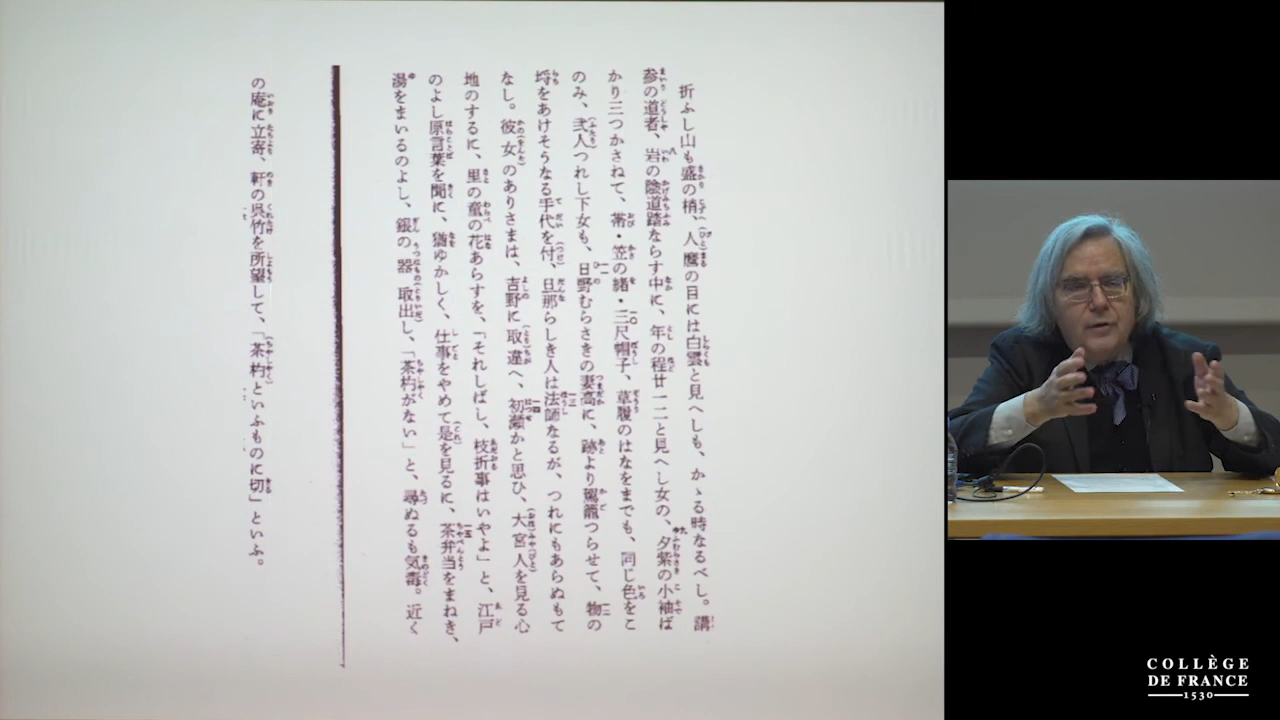 折ふし山も盛の梢、人麿の目には白雲と見へしも、かゝる時なるべし。講
参の道者、岩の陰道踏ならす中に、年の程廿一二と見へし女の、夕紫の小袖ば
かり三つかさねて、帯・笠の緒・三尺帽子、草履のはなをまでも、同じ色をこ
のみ、弐人つれし下女も、日野むらさきの妻高に、跡より駕籠つらせて、物の
埒をあけそうなる手代を付、旦那らしき人は法師なるが、つれにもあらぬもて
なし。彼女のありさまは、吉野に取違へ、初瀬かと思ひ、大宮人を見る心
地のするに、里の童の花あらすを、「それしばし、枝折事はいやよ」と、江戸
のよし原言葉を聞に、猶ゆかしく、仕事をやめて是を見るに、茶弁当をまねき、
湯をまいるのよし、銀の器取出し、「茶杓がない」と、尋ぬるも気毒。近く
の庵に立寄、軒の呉竹を所望して、「茶杓といふものに切」といふ。
COLLÈGE
DE FRANCE
1530